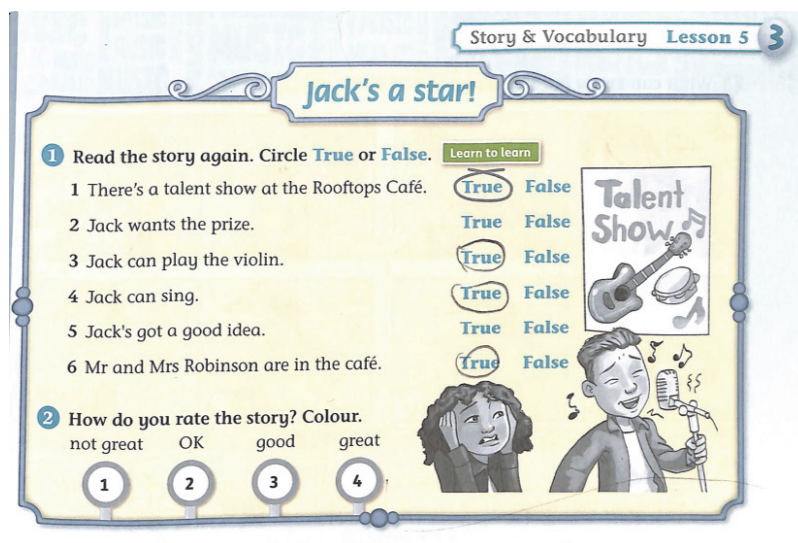 Story & Vocabulary Lesson 5 3
Jack's a star!
1 Read the story again. Circle True or False. Learn to learn
1 There's a talent show at the Rooftops Café. True False
2 Jack wants the prize. True False
3 Jack can play the violin. True False
4 Jack can sing. True False
5 Jack's got a good idea. True False
6 Mr and Mrs Robinson are in the café. True False
Talent
Show
2 How do you rate the story? Colour.
not great OK good great
1 2 3 4